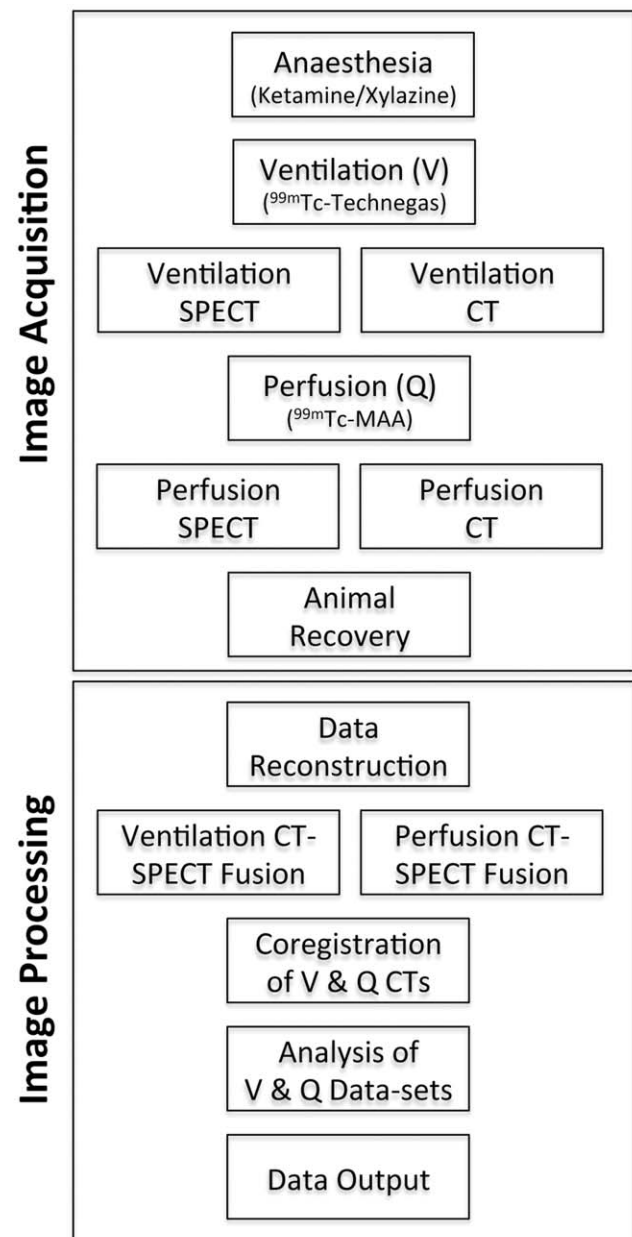 Image Acquisition
Anaesthesia
(Ketamine/Xylazine)
Ventilation (V)
(⁹⁹ᵐTc-Technegas)
Ventilation
SPECT
Ventilation
CT
Perfusion (Q)
(⁹⁹ᵐTc-MAA)
Perfusion
SPECT
Perfusion
CT
Animal
Recovery
Image Processing
Data
Reconstruction
Ventilation CT-
SPECT Fusion
Perfusion CT-
SPECT Fusion
Coregistration
of V & Q CTs
Analysis of
V & Q Data-sets
Data Output